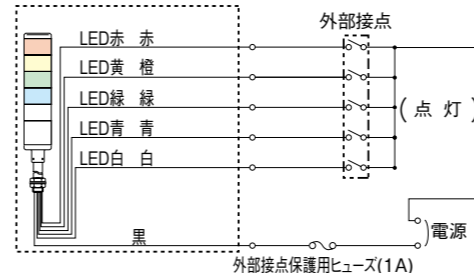 外部接点
LED赤 赤
LED黄 橙
LED緑 緑
LED青 青
LED白 白
(点灯)
黒
電源
外部接点保護用ヒューズ(1A)